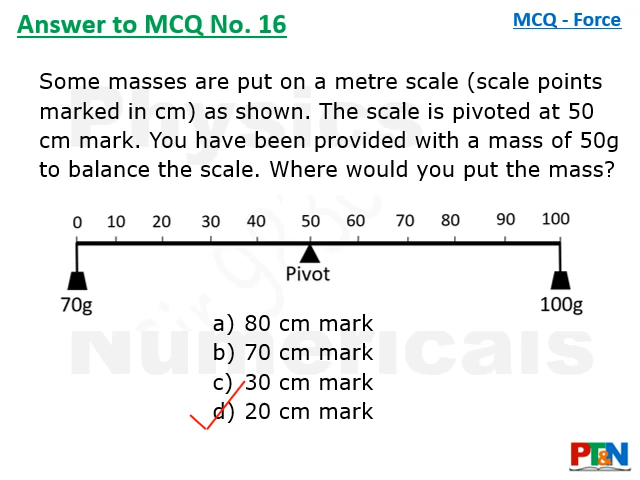 Answer to MCQ No. 16
MCQ - Force
Some masses are put on a metre scale (scale points
marked in cm) as shown. The scale is pivoted at 50
cm mark. You have been provided with a mass of 50g
to balance the scale. Where would you put the mass?
0 10 20 30 40 50 60 70 80 90 100
Pivot
70g 100g
a) 80 cm mark
b) 70 cm mark
c) 30 cm mark
d) 20 cm mark
Physics
Numericals
PT&N